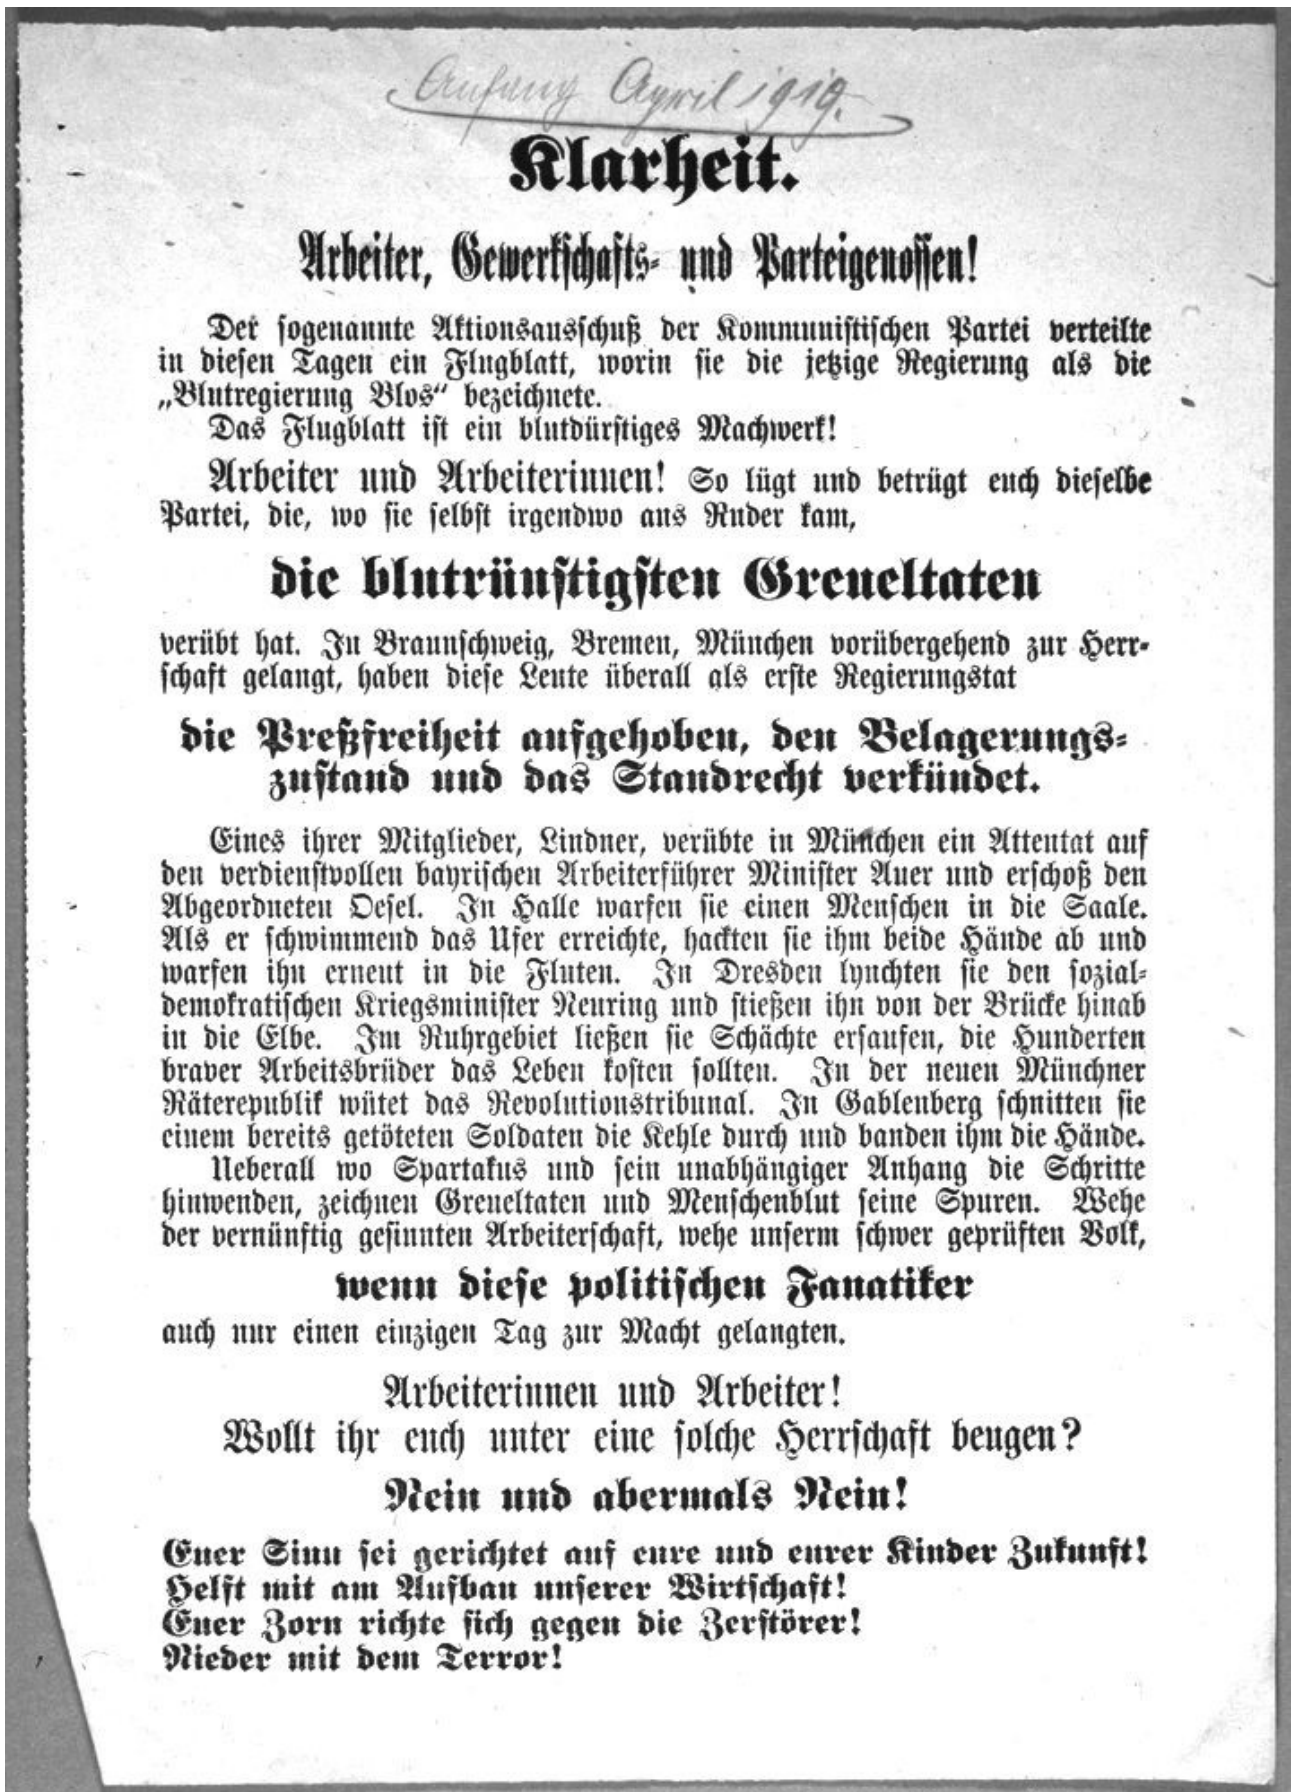 Anfang April 1919.
Klarheit.
Arbeiter, Gewerkschafts- und Parteigenossen!
Der sogenannte Aktionsausschuß der Kommunistischen Partei verteilte
in diesen Tagen ein Flugblatt, worin sie die jetzige Regierung als die
„Blutregierung Blos“ bezeichnete.
Das Flugblatt ist ein blutdürstiges Machwerk!
Arbeiter und Arbeiterinnen! So lügt und betrügt euch dieselbe
Partei, die, wo sie selbst irgendwo ans Ruder kam,
die blutrünstigsten Greueltaten
verübt hat. In Braunschweig, Bremen, München vorübergehend zur Herr-
schaft gelangt, haben diese Leute überall als erste Regierungstat
die Preßfreiheit aufgehoben, den Belagerungs-
zustand und das Standrecht verkündet.
Eines ihrer Mitglieder, Lindner, verübte in München ein Attentat auf
den verdienstvollen bayrischen Arbeiterführer Minister Auer und erschoß den
Abgeordneten Oesel. In Halle warfen sie einen Menschen in die Saale.
Als er schwimmend das Ufer erreichte, hackten sie ihm beide Hände ab und
warfen ihn erneut in die Fluten. In Dresden lynchten sie den sozial-
demokratischen Kriegsminister Neuring und stießen ihn von der Brücke hinab
in die Elbe. Im Ruhrgebiet ließen sie Schächte ersaufen, die Hunderten
braver Arbeitsbrüder das Leben kosten sollten. In der neuen Münchner
Räterepublik wütet das Revolutionstribunal. In Gablenberg schnitten sie
einem bereits getöteten Soldaten die Kehle durch und banden ihm die Hände.
Ueberall wo Spartakus und sein unabhängiger Anhang die Schritte
hinwenden, zeichnen Greueltaten und Menschenblut seine Spuren. Wehe
der vernünftig gesinnten Arbeiterschaft, wehe unserm schwer geprüften Volk,
wenn diese politischen Fanatiker
auch nur einen einzigen Tag zur Macht gelangten.
Arbeiterinnen und Arbeiter!
Wollt ihr euch unter eine solche Herrschaft beugen?
Nein und abermals Nein!
Euer Sinn sei gerichtet auf eure und eurer Kinder Zukunft!
Helft mit am Aufbau unserer Wirtschaft!
Euer Zorn richte sich gegen die Zerstörer!
Nieder mit dem Terror!